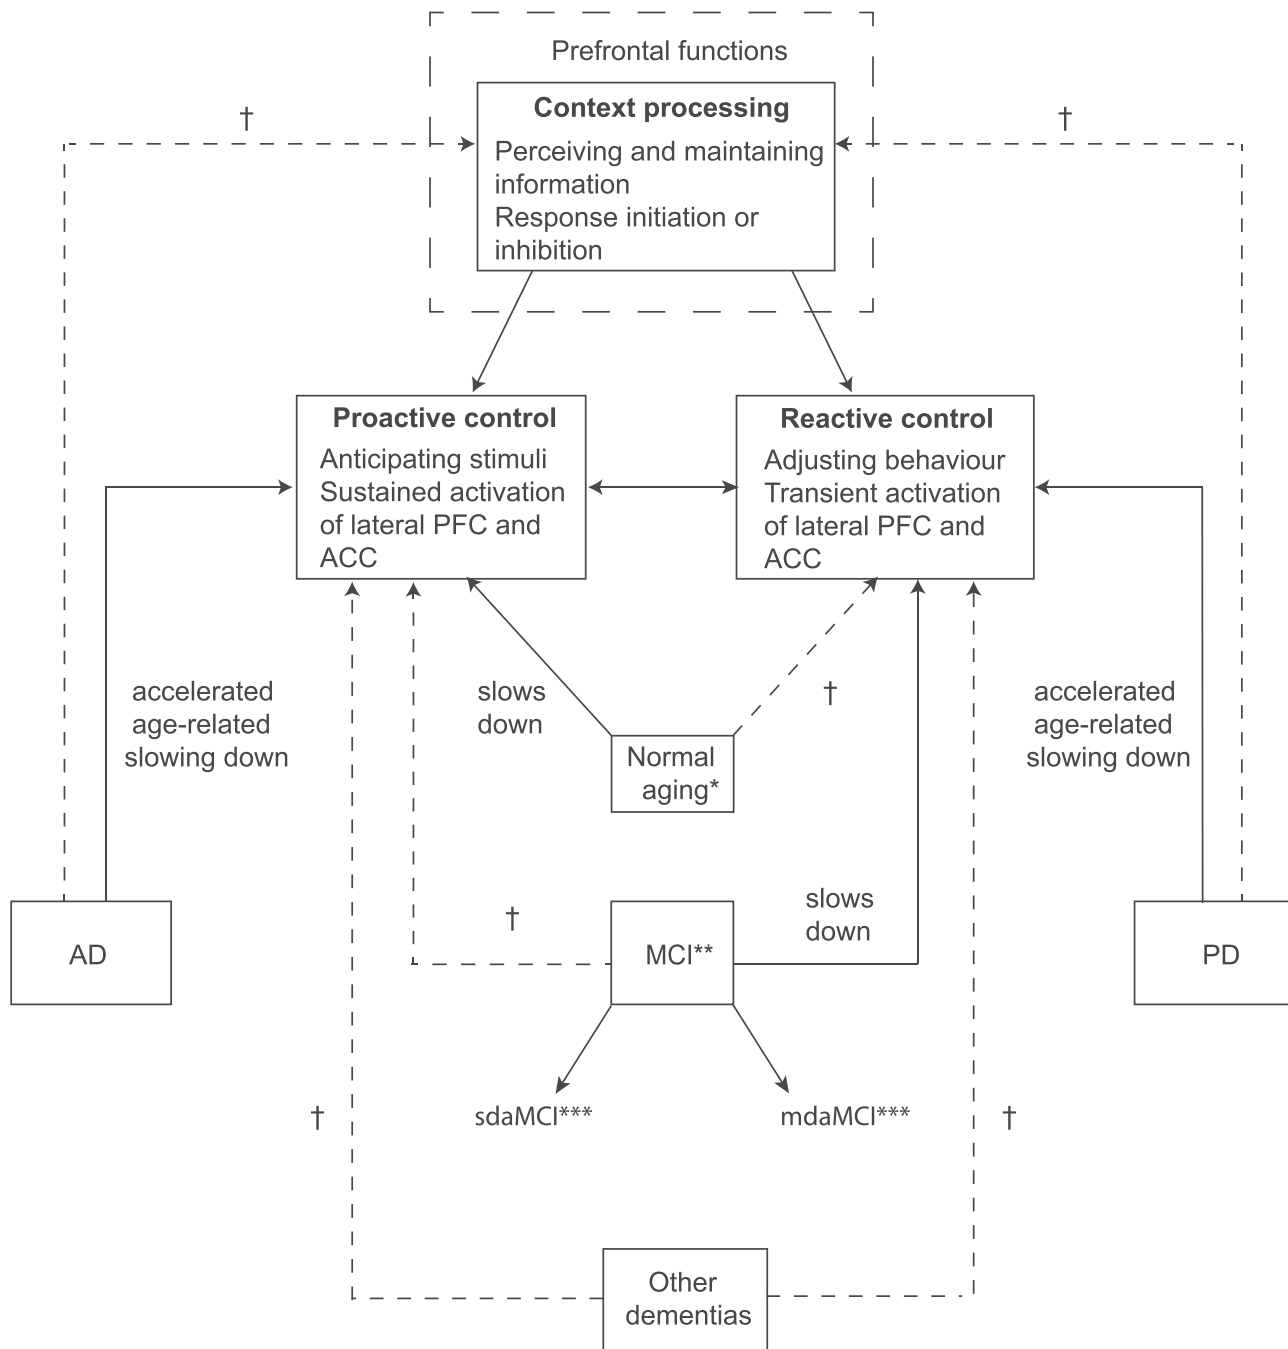 Prefrontal functions
†
†
Context processing
Perceiving and maintaining
information
Response initiation or
inhibition
Proactive control
Anticipating stimuli
Sustained activation
of lateral PFC and
ACC
Reactive control
Adjusting behaviour
Transient activation
of lateral PFC and
ACC
accelerated
age-related
slowing down
slows
down
†
accelerated
age-related
slowing down
Normal
aging*
AD
†
MCI**
slows
down
PD
†
sdaMCI***
mdaMCI***
†
Other
dementias